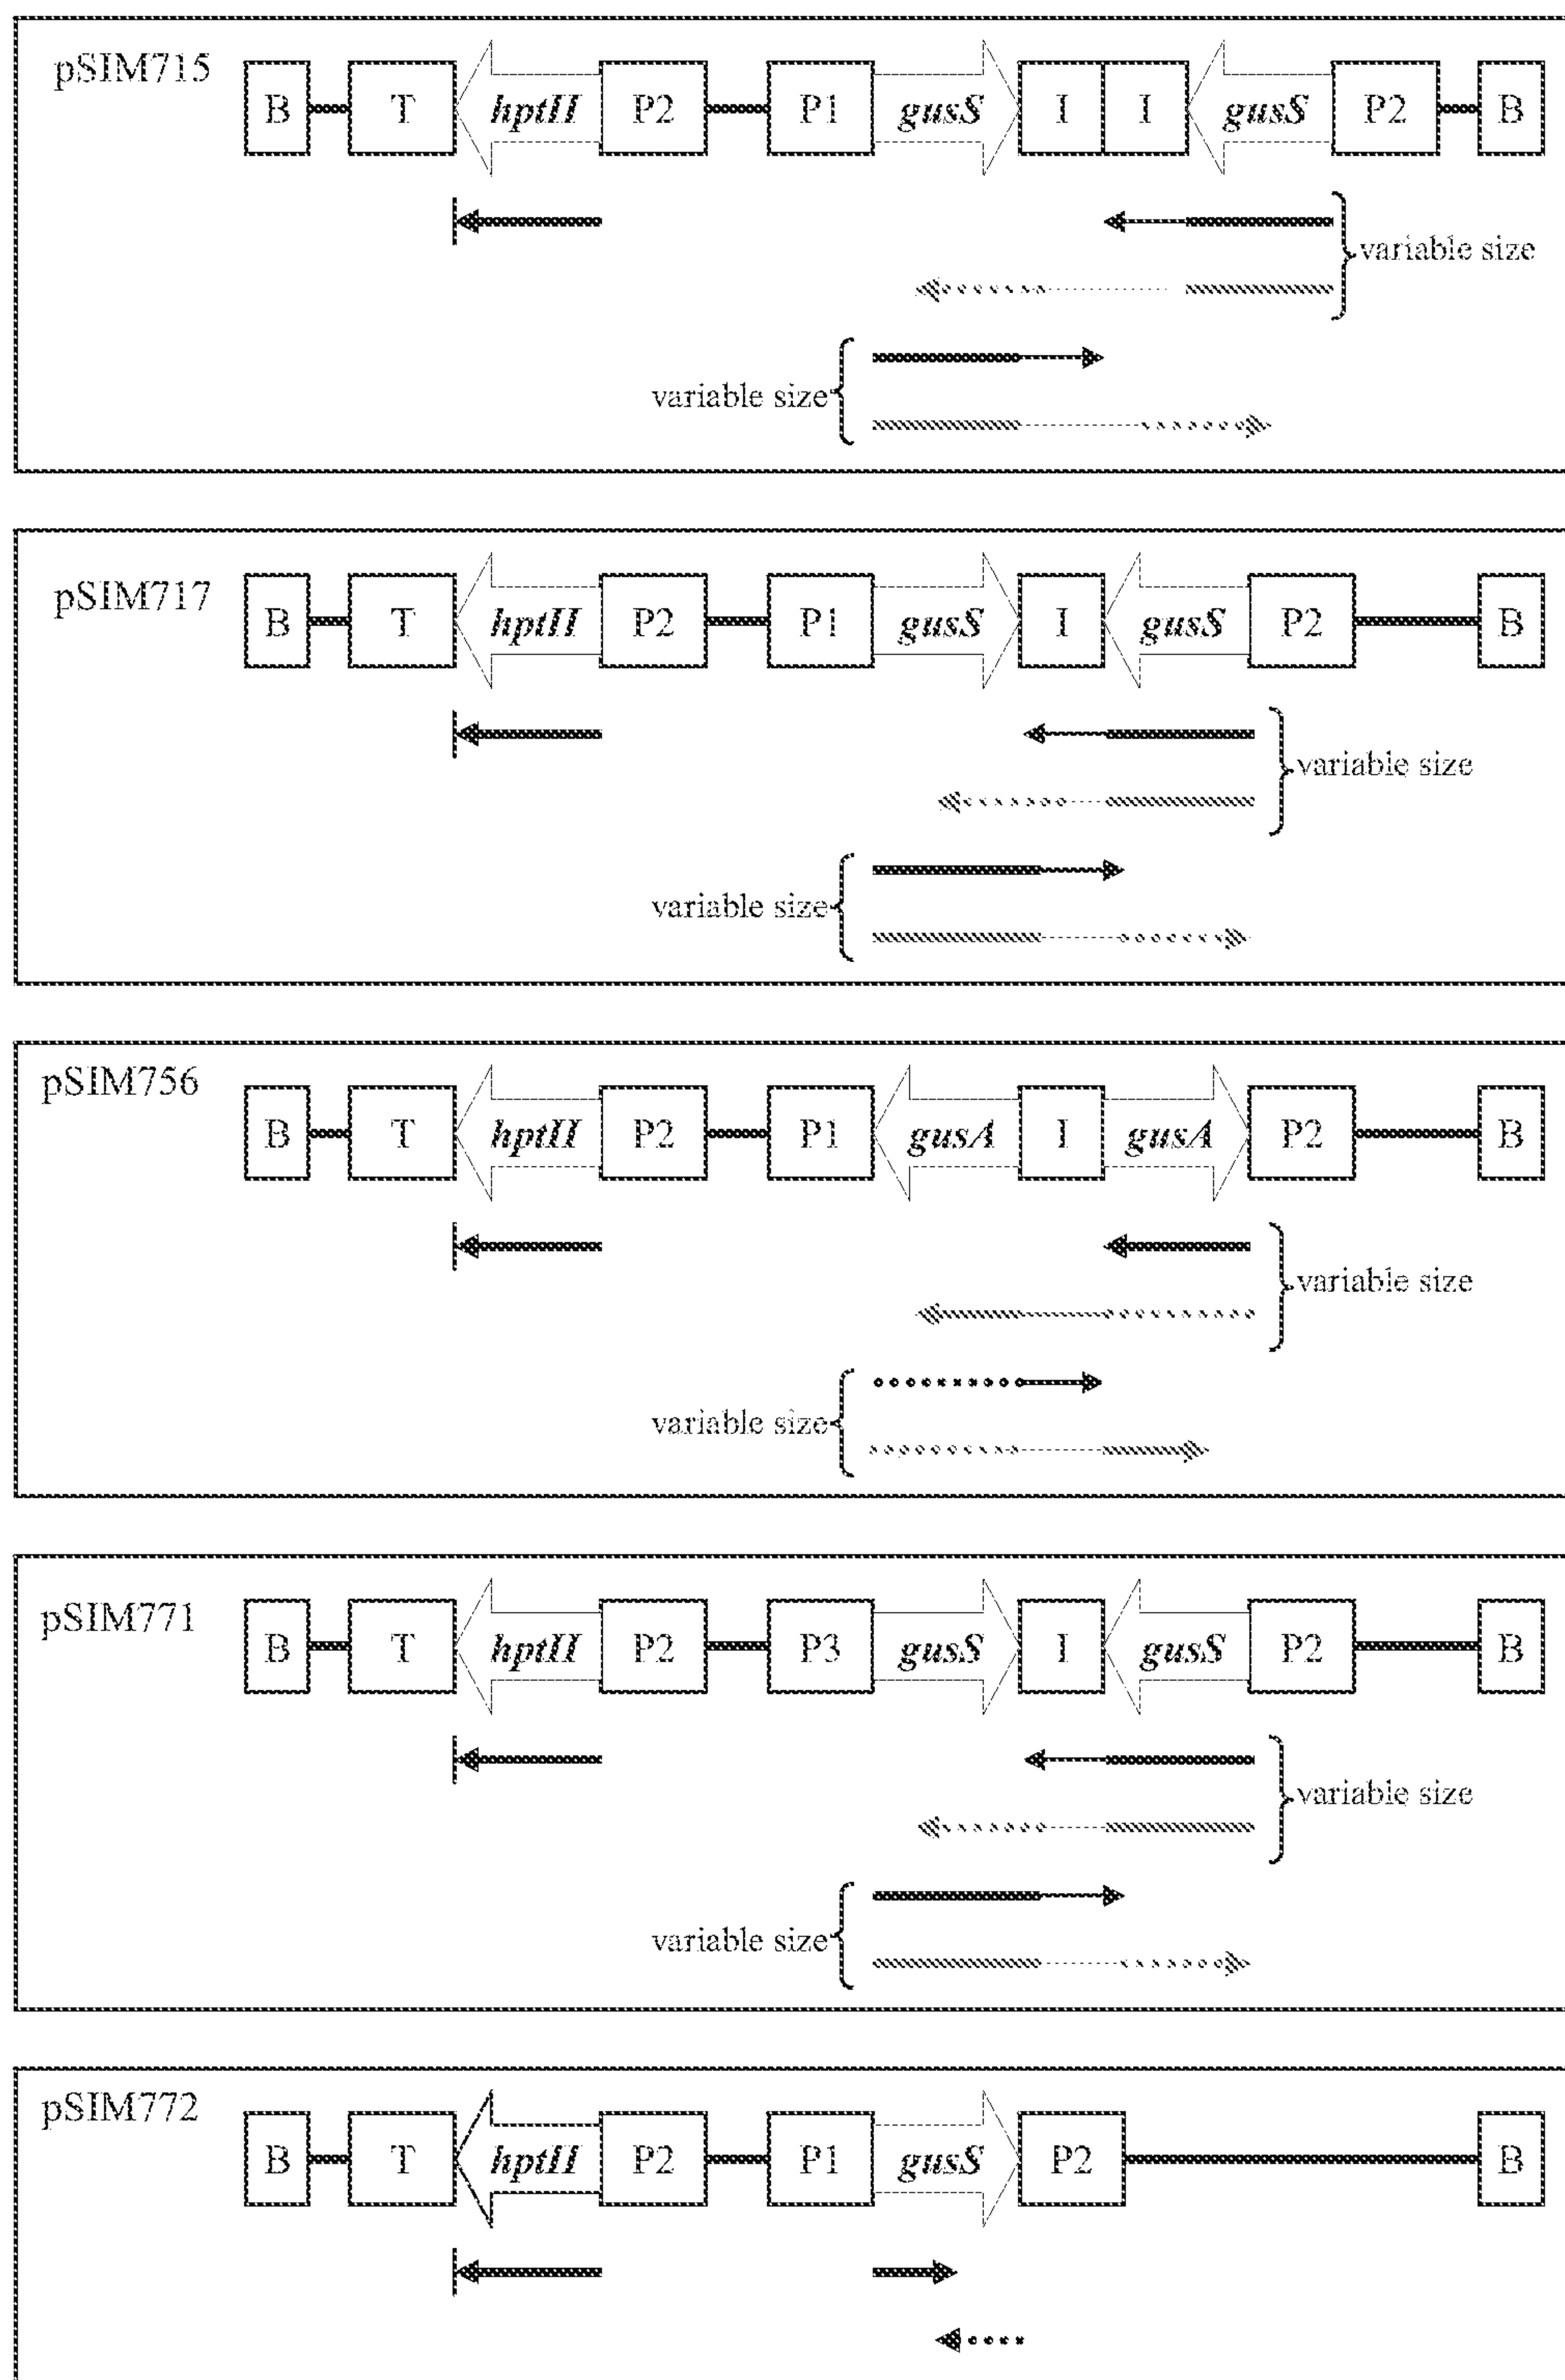 pSIM715
B T hptII P2 P1 gusS I I gusS P2 B
variable size
variable size
pSIM717
B T hptII P2 P1 gusS I gusS P2 B
variable size
variable size
pSIM756
B T hptII P2 P1 gusA I gusA P2 B
variable size
variable size
pSIM771
B T hptII P2 P3 gusS I gusS P2 B
variable size
variable size
pSIM772
B T hptII P2 P1 gusS P2 B